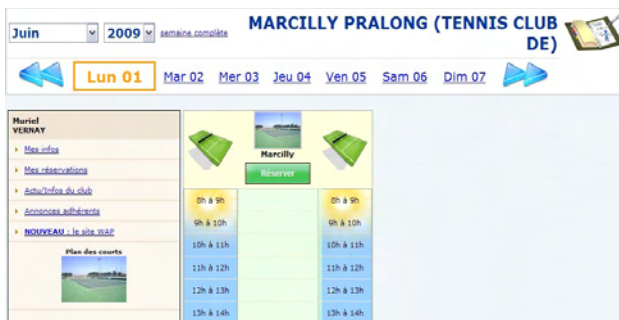 Juin 2009 semaine complète
MARCILLY PRALONG (TENNIS CLUB
DE)
Lun 01 Mar 02 Mer 03 Jeu 04 Ven 05 Sam 06 Dim 07
Muriel
VERNAY
Mes infos
Mes réservations
Actu/Infos du club
Annonces adhérents
NOUVEAU : le site WAP
Plan des courts
Marcilly
Réserver
8h à 9h 8h à 9h
9h à 10h 9h à 10h
10h à 11h 10h à 11h
11h à 12h 11h à 12h
12h à 13h 12h à 13h
13h à 14h 13h à 14h